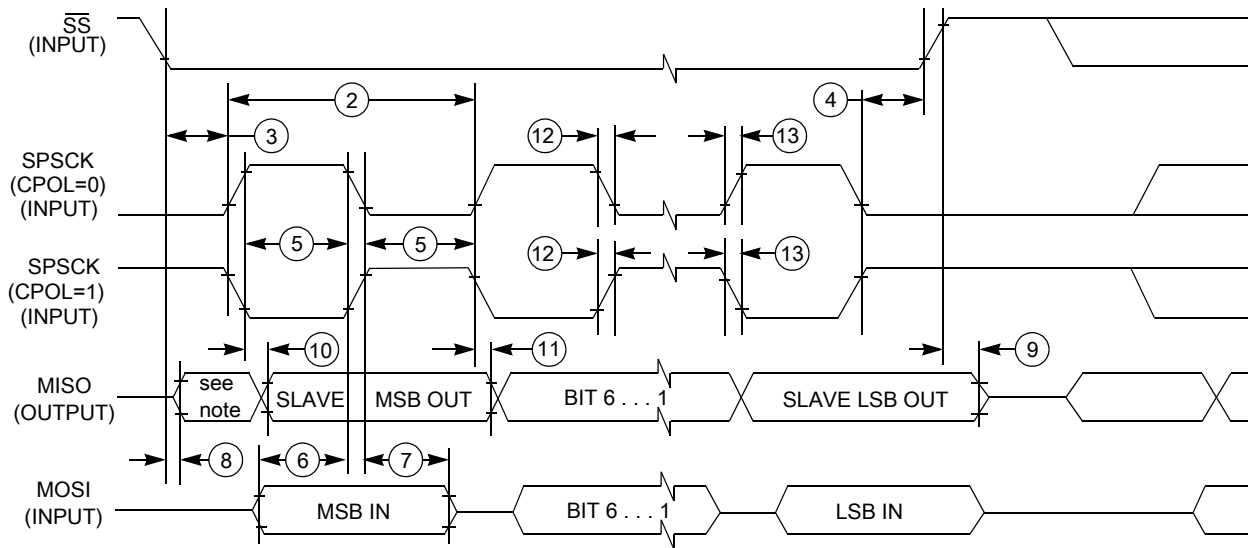 SS
(INPUT)
2
4
3
12
13
SPSCK
(CPOL=0)
(INPUT)
5
5
SPSCK
(CPOL=1)
(INPUT)
12
13
10
11
9
MISO
(OUTPUT)
see
note
SLAVE
MSB OUT
BIT 6 . . . 1
SLAVE LSB OUT
8
6
7
MOSI
(INPUT)
MSB IN
BIT 6 . . . 1
LSB IN